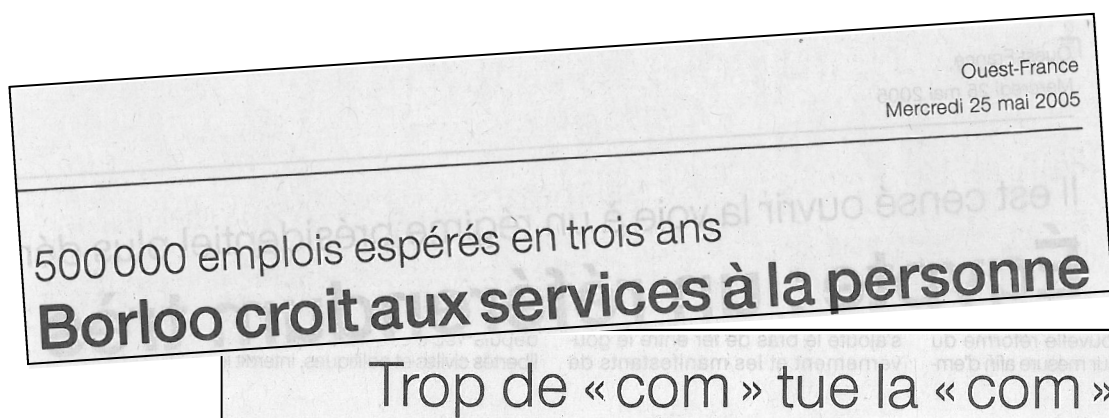 Ouest-France
Mercredi 25 mai 2005
500 000 emplois espérés en trois ans
Borloo croit aux services à la personne
Trop de « com » tue la « com »